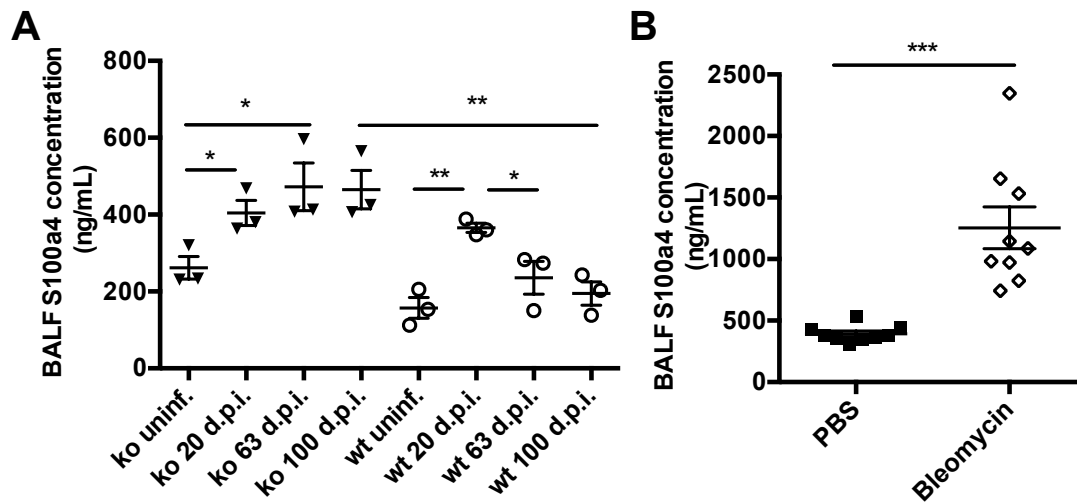 A
BALF S100a4 concentration
(ng/mL)
800
600
400
200
0
*
*
**
**
*
ko uninf.
ko 20 d.p.i.
ko 63 d.p.i.
ko 100 d.p.i.
wt uninf.
wt 20 d.p.i.
wt 63 d.p.i.
wt 100 d.p.i.
B
BALF S100a4 concentration
(ng/mL)
2500
2000
1500
1000
500
0
***
PBS
Bleomycin